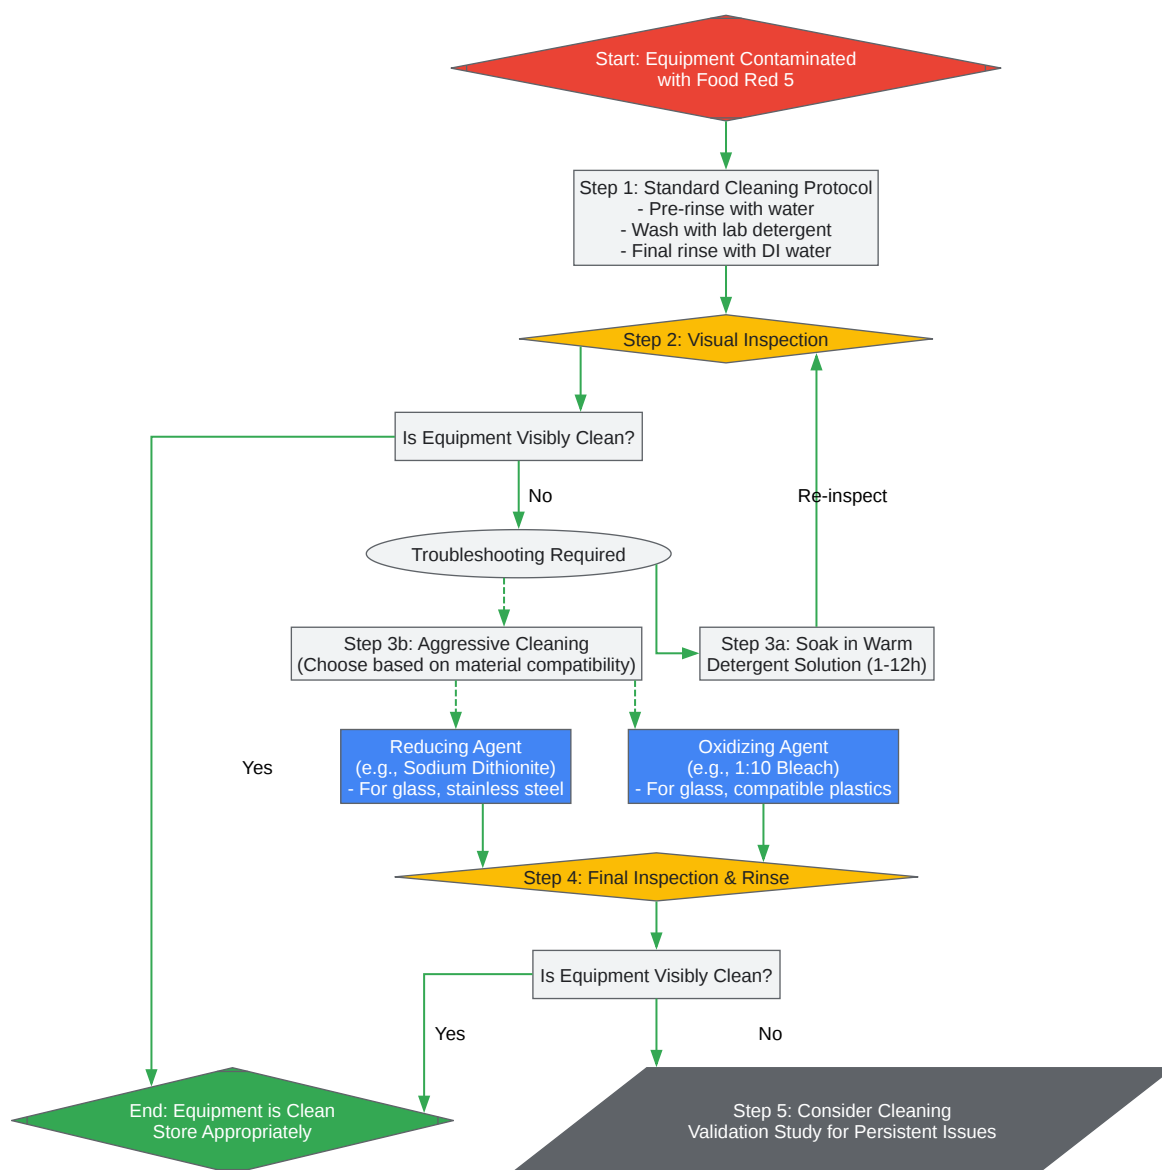 Start: Equipment Contaminated
with Food Red 5
Step 1: Standard Cleaning Protocol
- Pre-rinse with water
- Wash with lab detergent
- Final rinse with DI water
Step 2: Visual Inspection
Is Equipment Visibly Clean?
No
Re-inspect
Troubleshooting Required
Step 3b: Aggressive Cleaning
(Choose based on material compatibility)
Step 3a: Soak in Warm
Detergent Solution (1-12h)
Reducing Agent
(e.g., Sodium Dithionite)
- For glass, stainless steel
Oxidizing Agent
(e.g., 1:10 Bleach)
- For glass, compatible plastics
Yes
Step 4: Final Inspection & Rinse
Is Equipment Visibly Clean?
Yes
No
End: Equipment is Clean
Store Appropriately
Step 5: Consider Cleaning
Validation Study for Persistent Issues